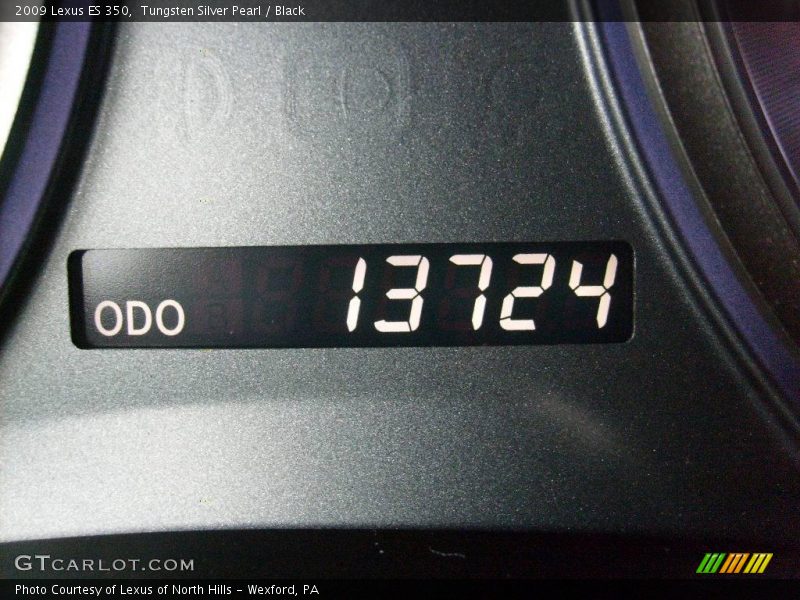 2009 Lexus ES 350, Tungsten Silver Pearl / Black
ODO 13724
GTCARLOT.COM
Photo Courtesy of Lexus of North Hills - Wexford, PA